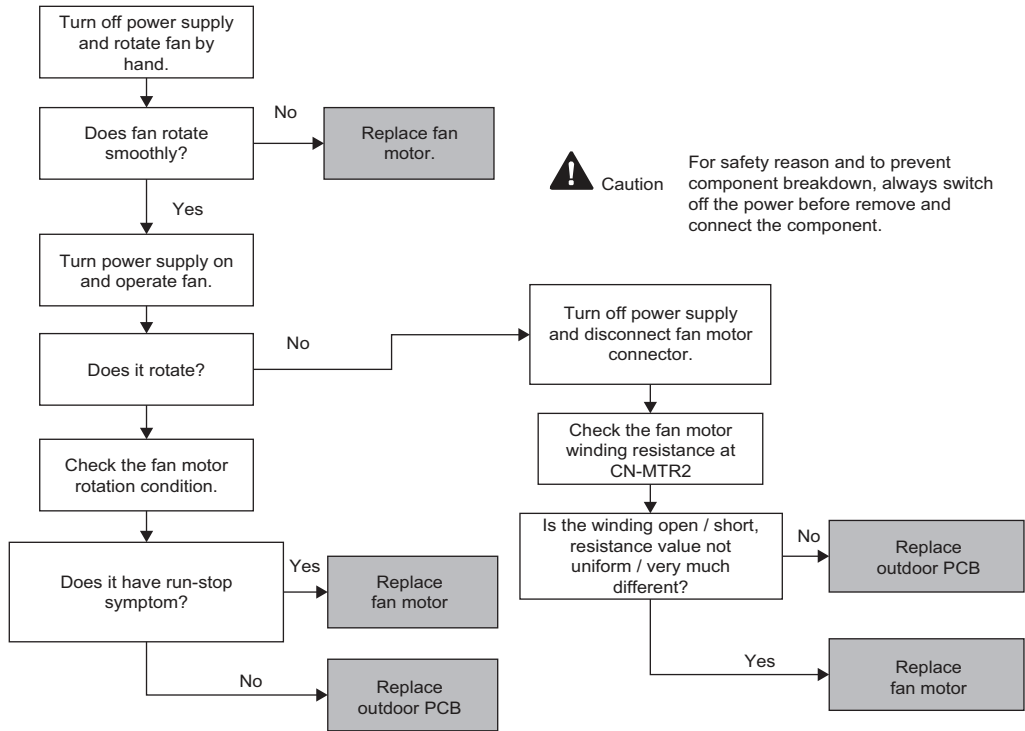 Turn off power supply
and rotate fan by
hand.
Does fan rotate
smoothly?
No
Replace fan
motor.
Caution
For safety reason and to prevent
component breakdown, always switch
off the power before remove and
connect the component.
Yes
Turn power supply on
and operate fan.
Does it rotate?
No
Turn off power supply
and disconnect fan motor
connector.
Check the fan motor
rotation condition.
Check the fan motor
winding resistance at
CN-MTR2
Does it have run-stop
symptom?
Yes
Replace
fan motor
Is the winding open / short,
resistance value not
uniform / very much
different?
No
Replace
outdoor PCB
No
Replace
outdoor PCB
Yes
Replace
fan motor